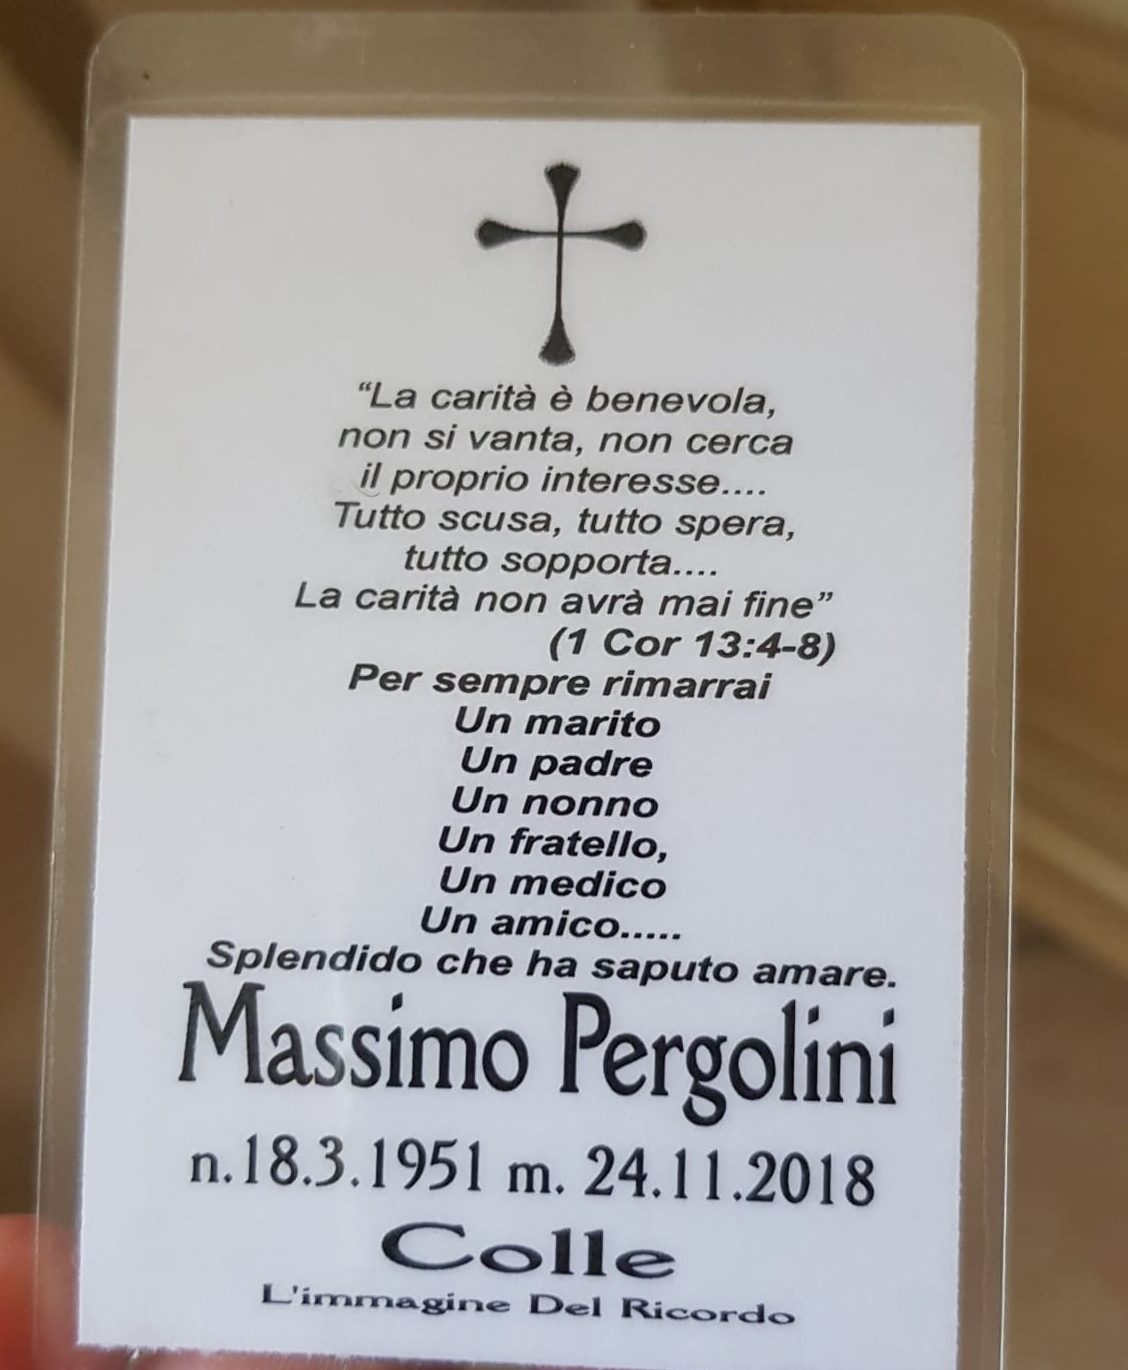 “La carità è benevola,
non si vanta, non cerca
il proprio interesse....
Tutto scusa, tutto spera,
tutto sopporta....
La carità non avrà mai fine”
(1 Cor 13:4-8)
Per sempre rimarrai
Un marito
Un padre
Un nonno
Un fratello,
Un medico
Un amico.....
Splendido che ha saputo amare.
Massimo Pergolini
n.18.3.1951 m. 24.11.2018
Colle
L'immagine Del Ricordo